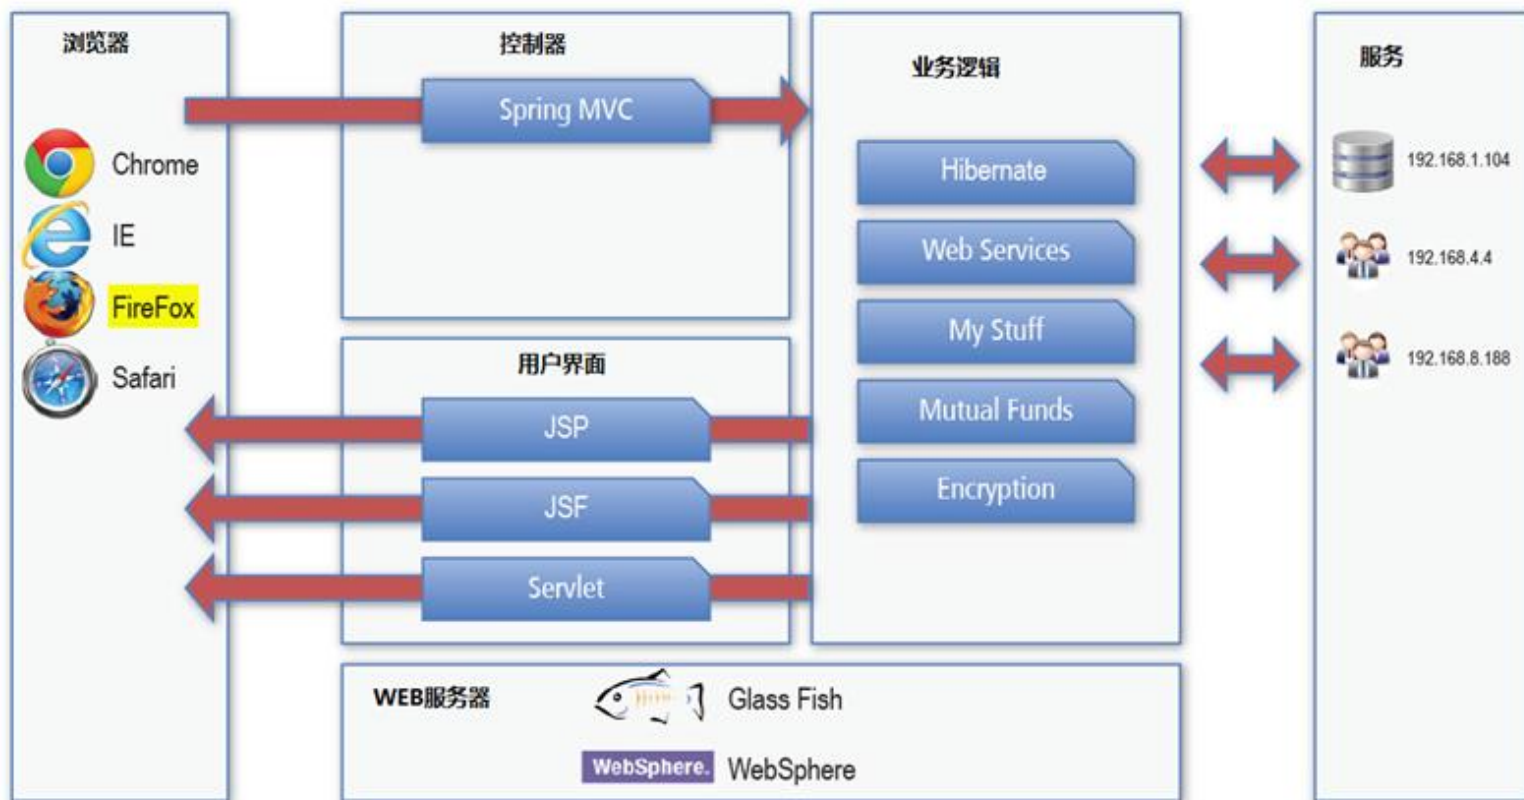 浏览器
Chrome
IE
FireFox
Safari
控制器
Spring MVC
用户界面
JSP
JSF
Servlet
业务逻辑
Hibernate
Web Services
My Stuff
Mutual Funds
Encryption
服务
192.168.1.104
192.168.4.4
192.168.8.188
WEB服务器
Glass Fish
WebSphere. WebSphere